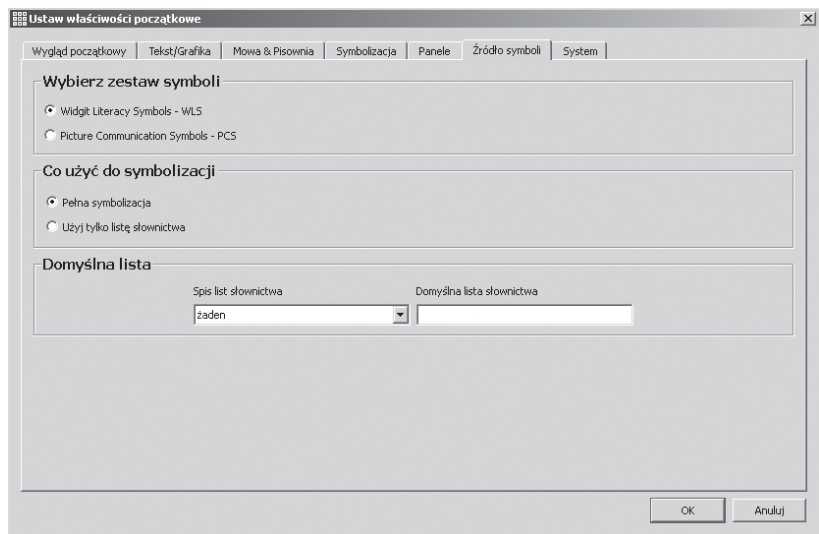 Ustaw właściwości początkowe
Wygląd początkowy Tekst/Grafika Mowa & Pisownia Symbolizacja Panele Źródło symboli System
Wybierz zestaw symboli
Widgit Literacy Symbols - WLS
Picture Communication Symbols - PCS
Co użyć do symbolizacji
Pełna symbolizacja
Użyj tylko listę słownictwa
Domyślna lista
Spis list słownictwa Domyślna lista słownictwa
żaden
OK Anuluj